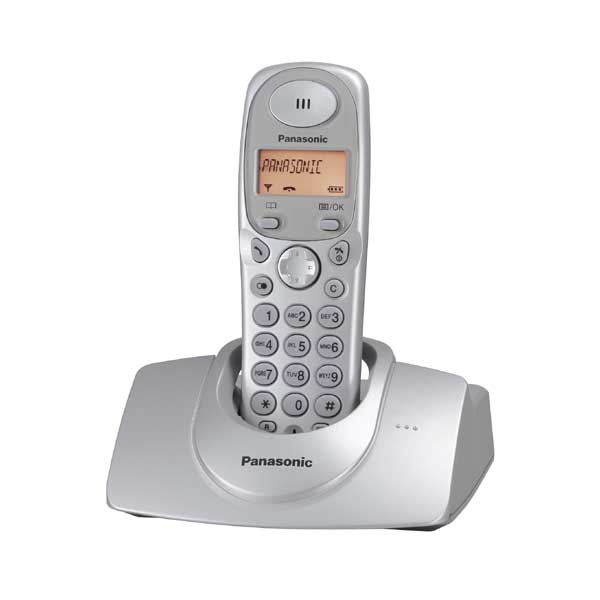 Panasonic
PANASONIC
/OK
F
C
1 ABC2 DEF3
GHI4 JKL5 MNO6
PQRS7 TUV8 WXYZ9
* 0 #
R
Panasonic